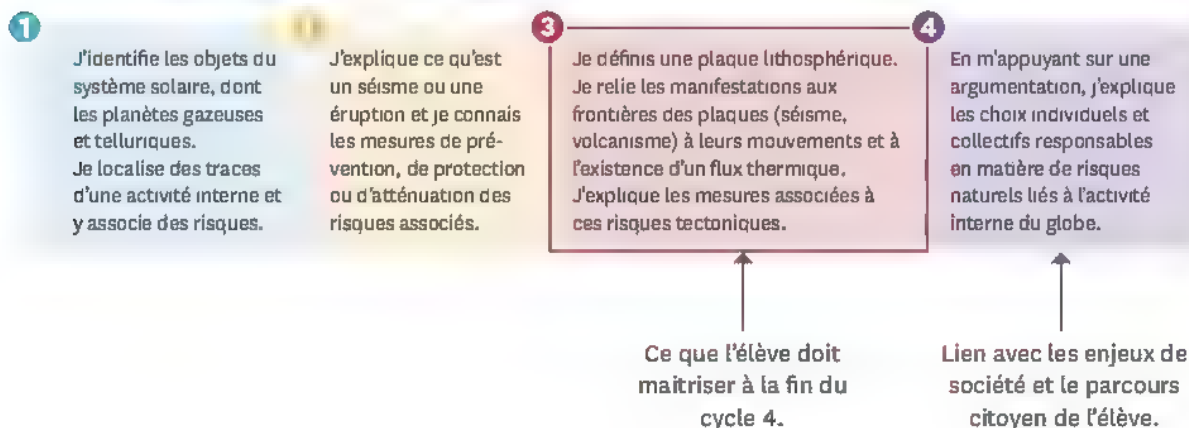 1
J'identifie les objets du
système solaire, dont
les planètes gazeuses
et telluriques.
Je localise des traces
d'une activité interne et
y associe des risques.
J'explique ce qu'est
un séisme ou une
éruption et je connais
les mesures de pré-
vention, de protection
ou d'atténuation des
risques associés.
3
Je définis une plaque lithosphérique.
Je relie les manifestations aux
frontières des plaques (séisme,
volcanisme) à leurs mouvements et à
l'existence d'un flux thermique.
J'explique les mesures associées à
ces risques tectoniques.
4
En m'appuyant sur une
argumentation, j'explique
les choix individuels et
collectifs responsables
en matière de risques
naturels liés à l'activité
interne du globe.
Ce que l'élève doit
maitriser à la fin du
cycle 4.
Lien avec les enjeux de
société et le parcours
citoyen de l'élève.